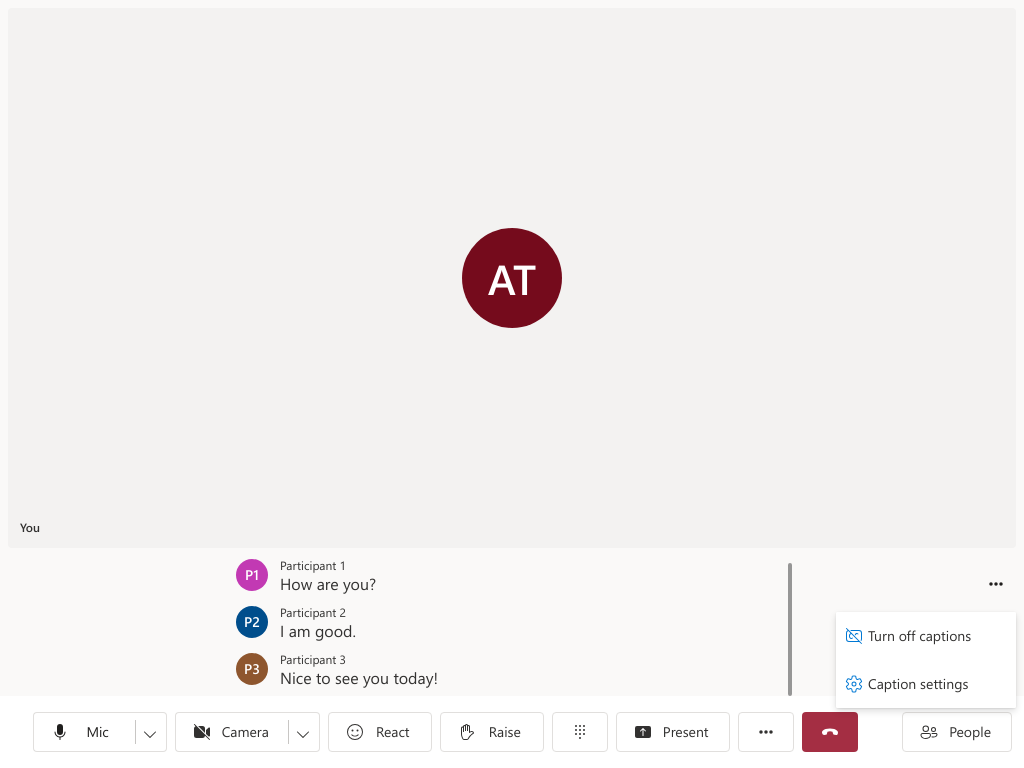 AT
You
P1
Participant 1
How are you?
P2
Participant 2
I am good.
P3
Participant 3
Nice to see you today!
Turn off captions
Caption settings
Mic
Camera
React
Raise
Present
People